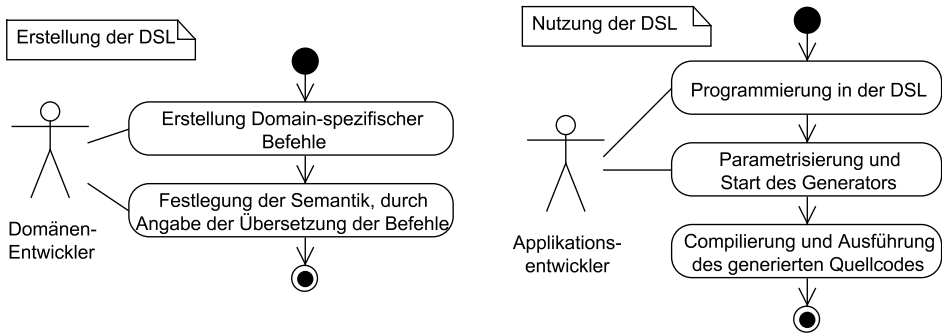 Erstellung der DSL
Erstellung Domain-spezifischer
Befehle
Festlegung der Semantik, durch
Angabe der Übersetzung der Befehle
Domänen-
Entwickler
Nutzung der DSL
Programmierung in der DSL
Parametrisierung und
Start des Generators
Compilierung und Ausführung
des generierten Quellcodes
Applikations-
entwickler